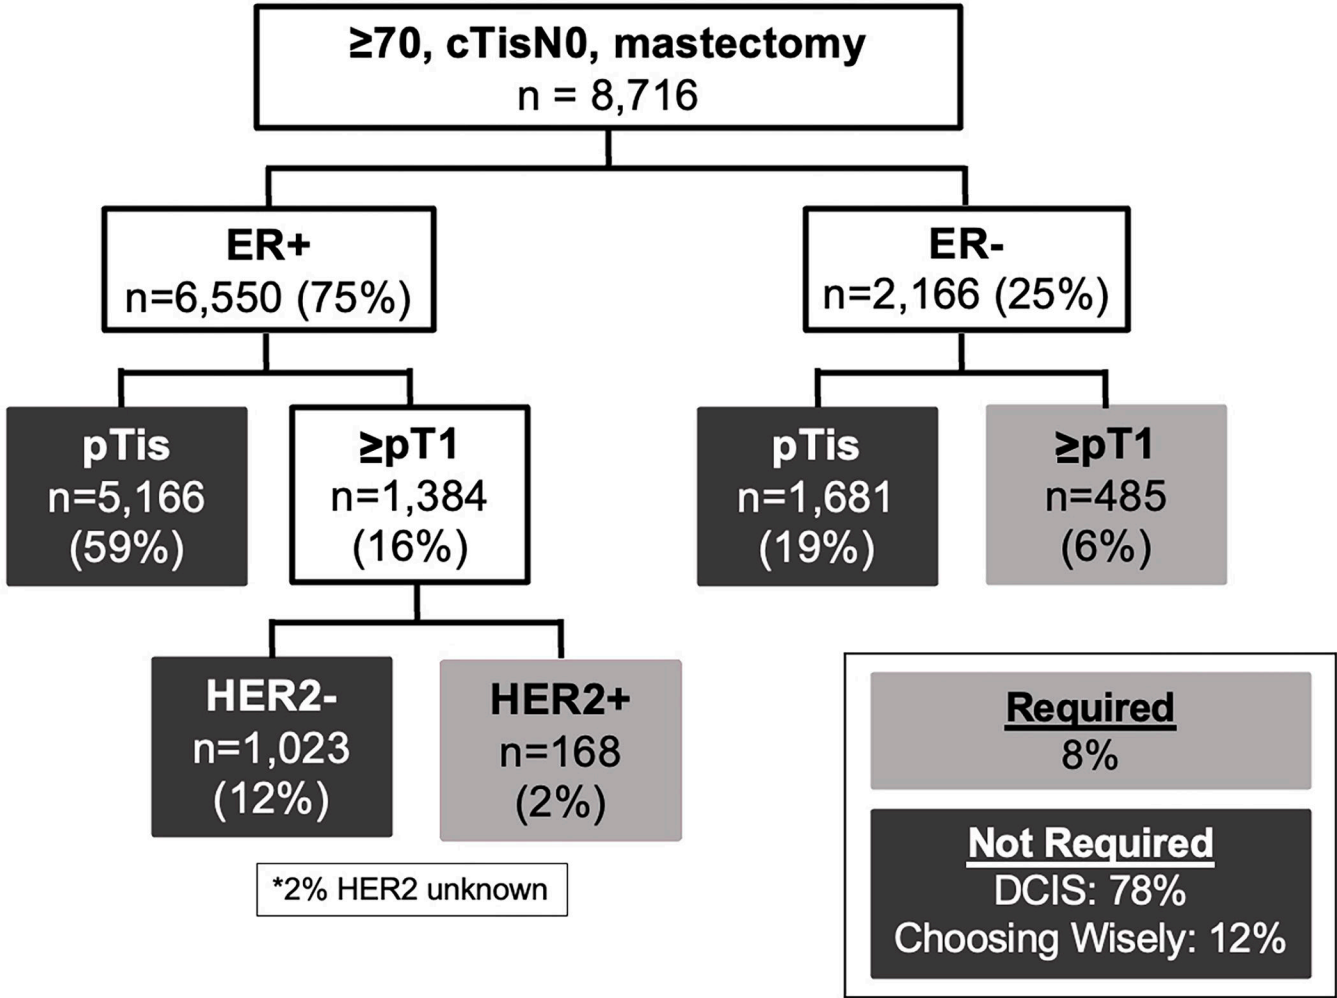 ≥70, cTisN0, mastectomy
n = 8,716
ER+
n=6,550 (75%)
ER-
n=2,166 (25%)
pTis
n=5,166
(59%)
≥pT1
n=1,384
(16%)
pTis
n=1,681
(19%)
≥pT1
n=485
(6%)
HER2-
n=1,023
(12%)
HER2+
n=168
(2%)
*2% HER2 unknown
Required
8%
Not Required
DCIS: 78%
Choosing Wisely: 12%